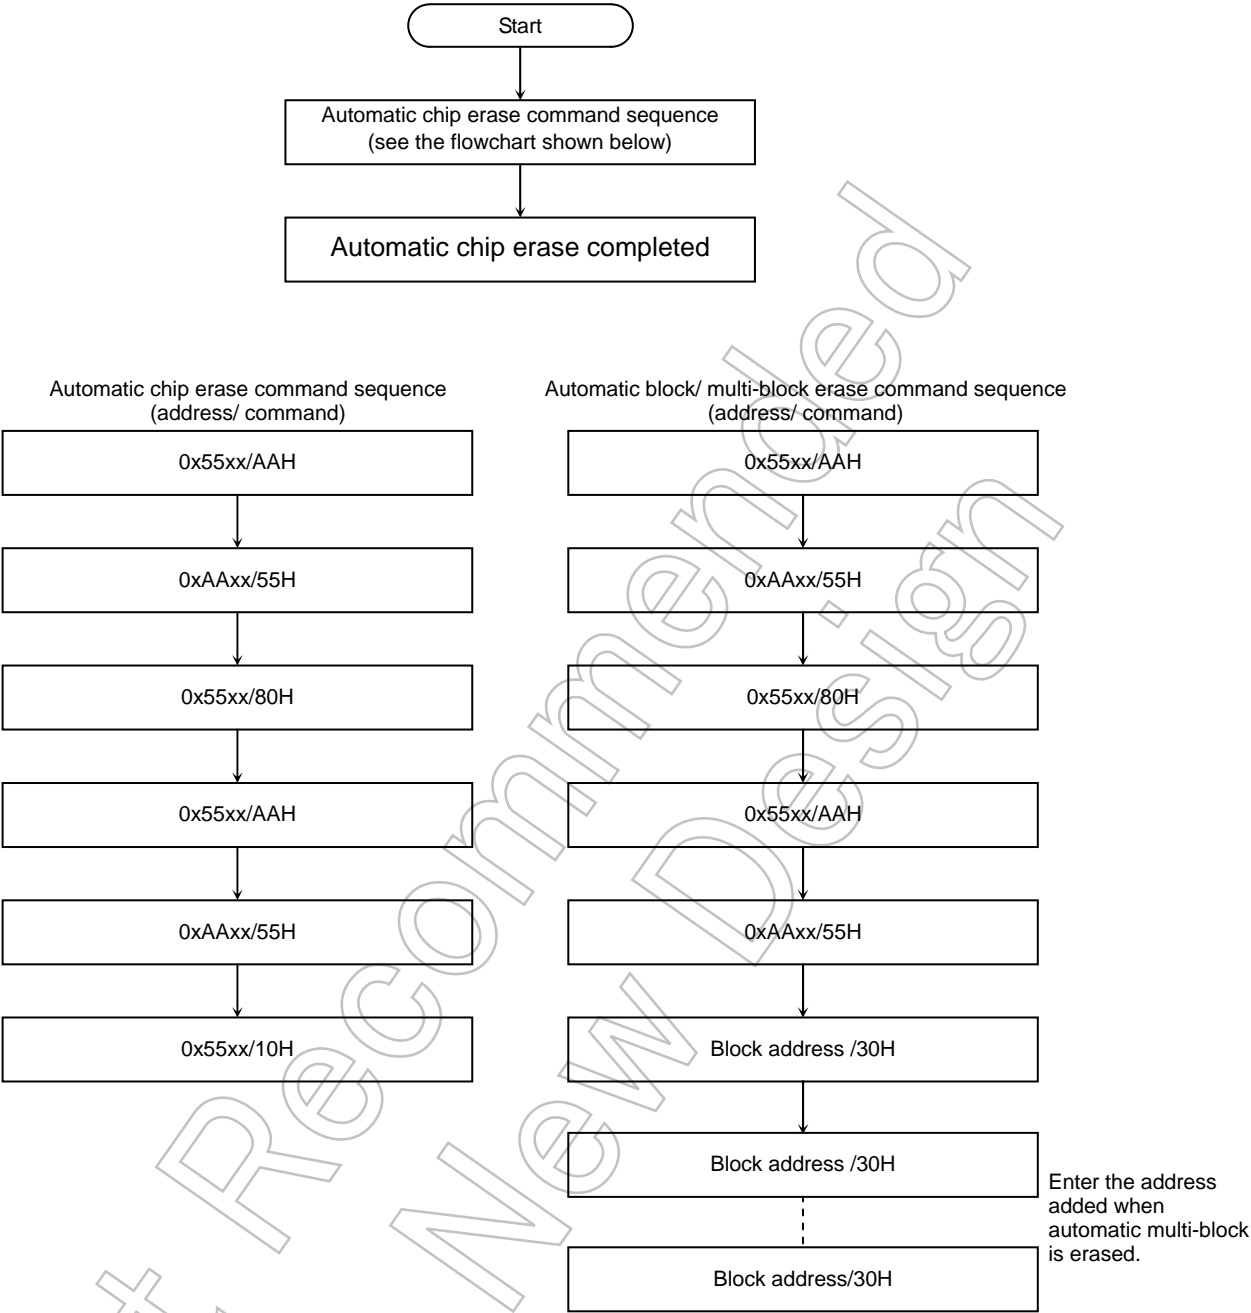 Start
Automatic chip erase command sequence
(see the flowchart shown below)
Automatic chip erase completed
Automatic chip erase command sequence
(address/ command)
0x55xx/AAH
0xAAxx/55H
0x55xx/80H
0x55xx/AAH
0xAAxx/55H
0x55xx/10H
Automatic block/ multi-block erase command sequence
(address/ command)
0x55xx/AAH
0xAAxx/55H
0x55xx/80H
0x55xx/AAH
0xAAxx/55H
Block address /30H
Block address /30H
Block address/30H
Enter the address
added when
automatic multi-block
is erased.
t Recommended
New Design